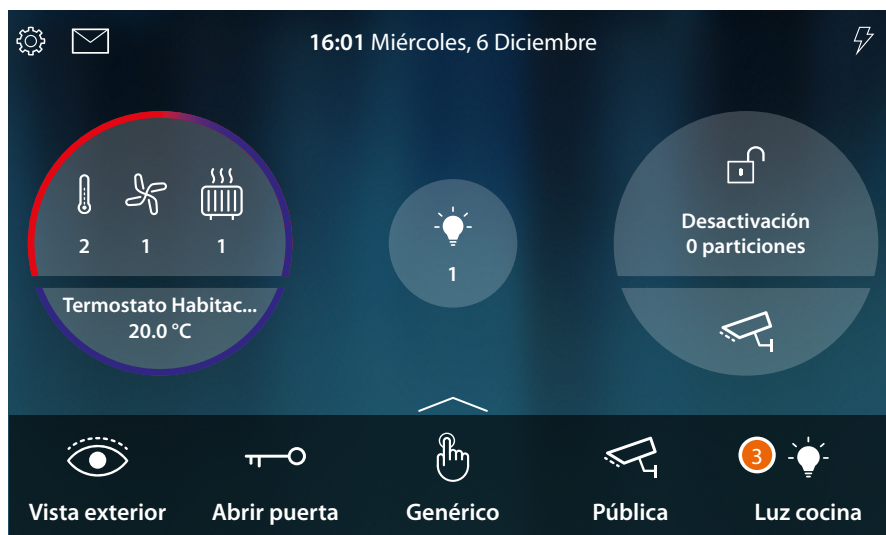 16:01 Miércoles, 6 Diciembre
2 1 1
Termostato Habitac...
20.0 °C
1
Desactivación
0 particiones
3
Vista exterior Abrir puerta Genérico Pública Luz cocina